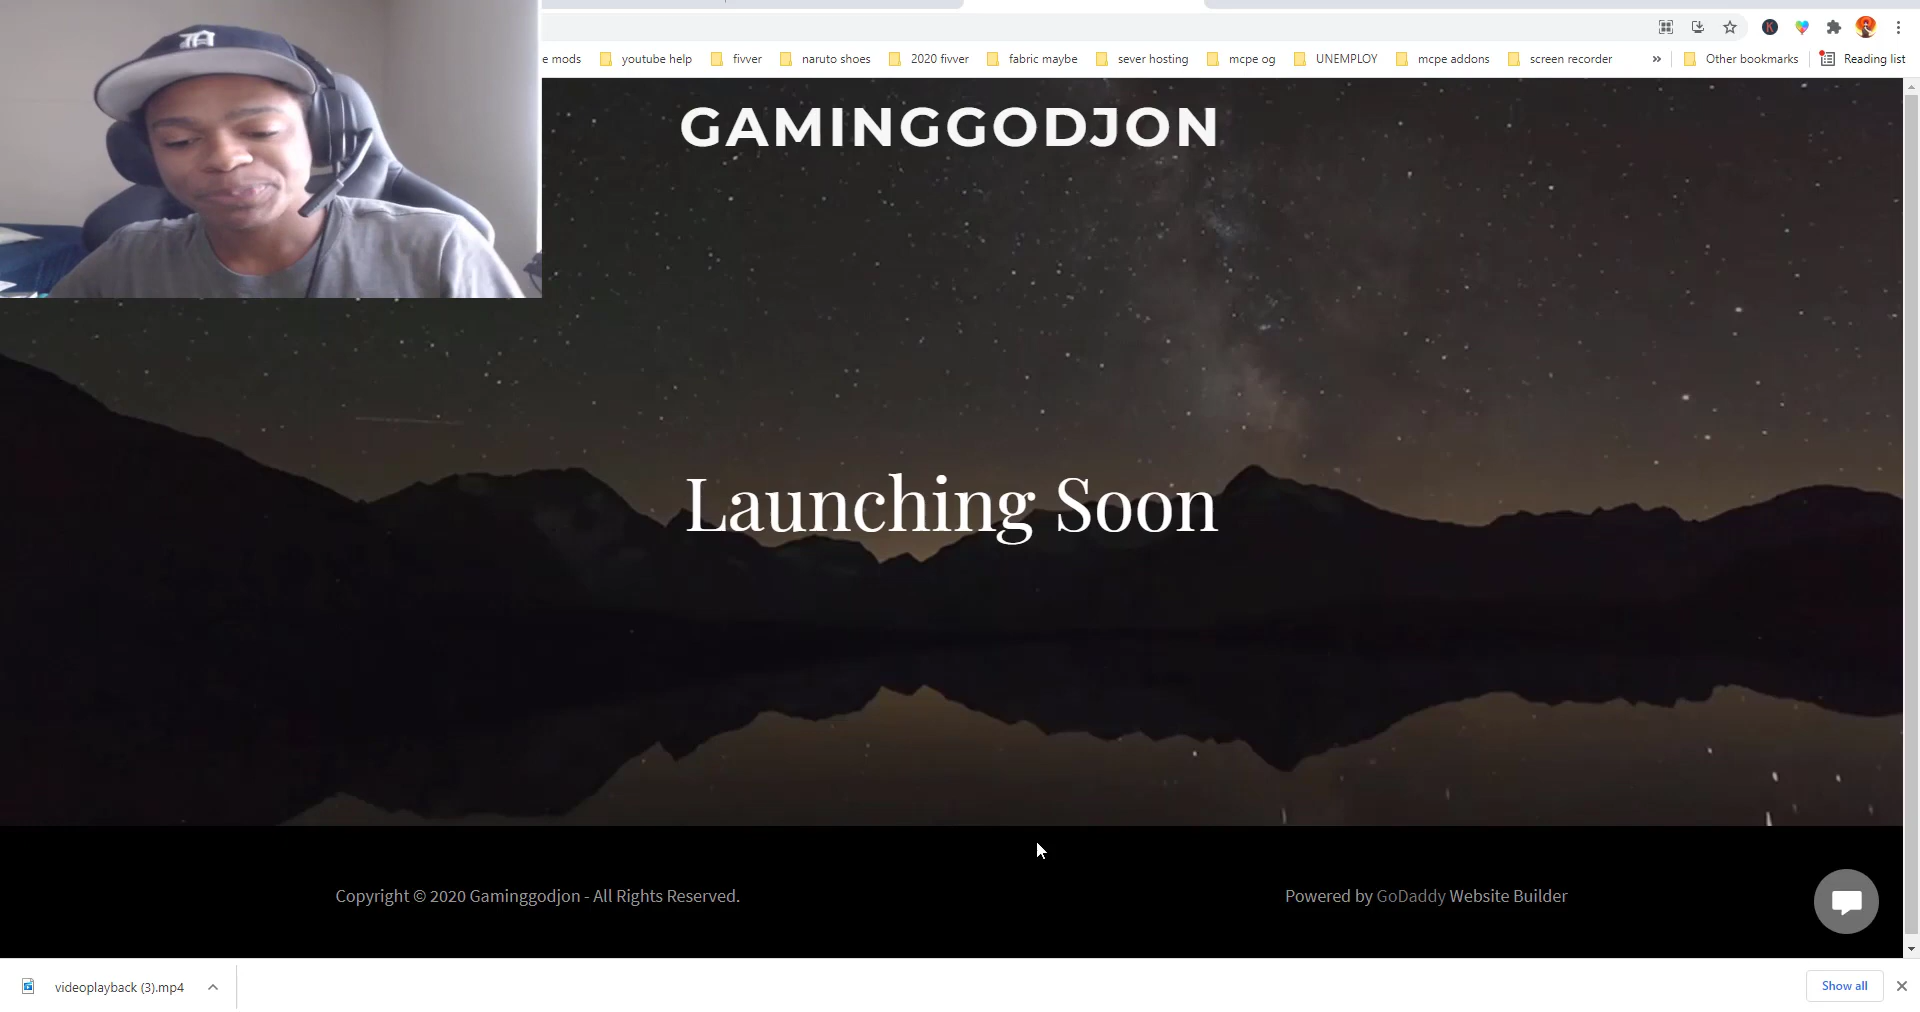 e mods youtube help fivver naruto shoes 2020 fivver fabric maybe sever hosting mcpe og UNEMPLOY mcpe addons screen recorder » Other bookmarks Reading list
GAMINGGODJON
Launching Soon
Copyright © 2020 Gaminggodjon - All Rights Reserved. Powered by GoDaddy Website Builder
videoplayback (3).mp4 Show all